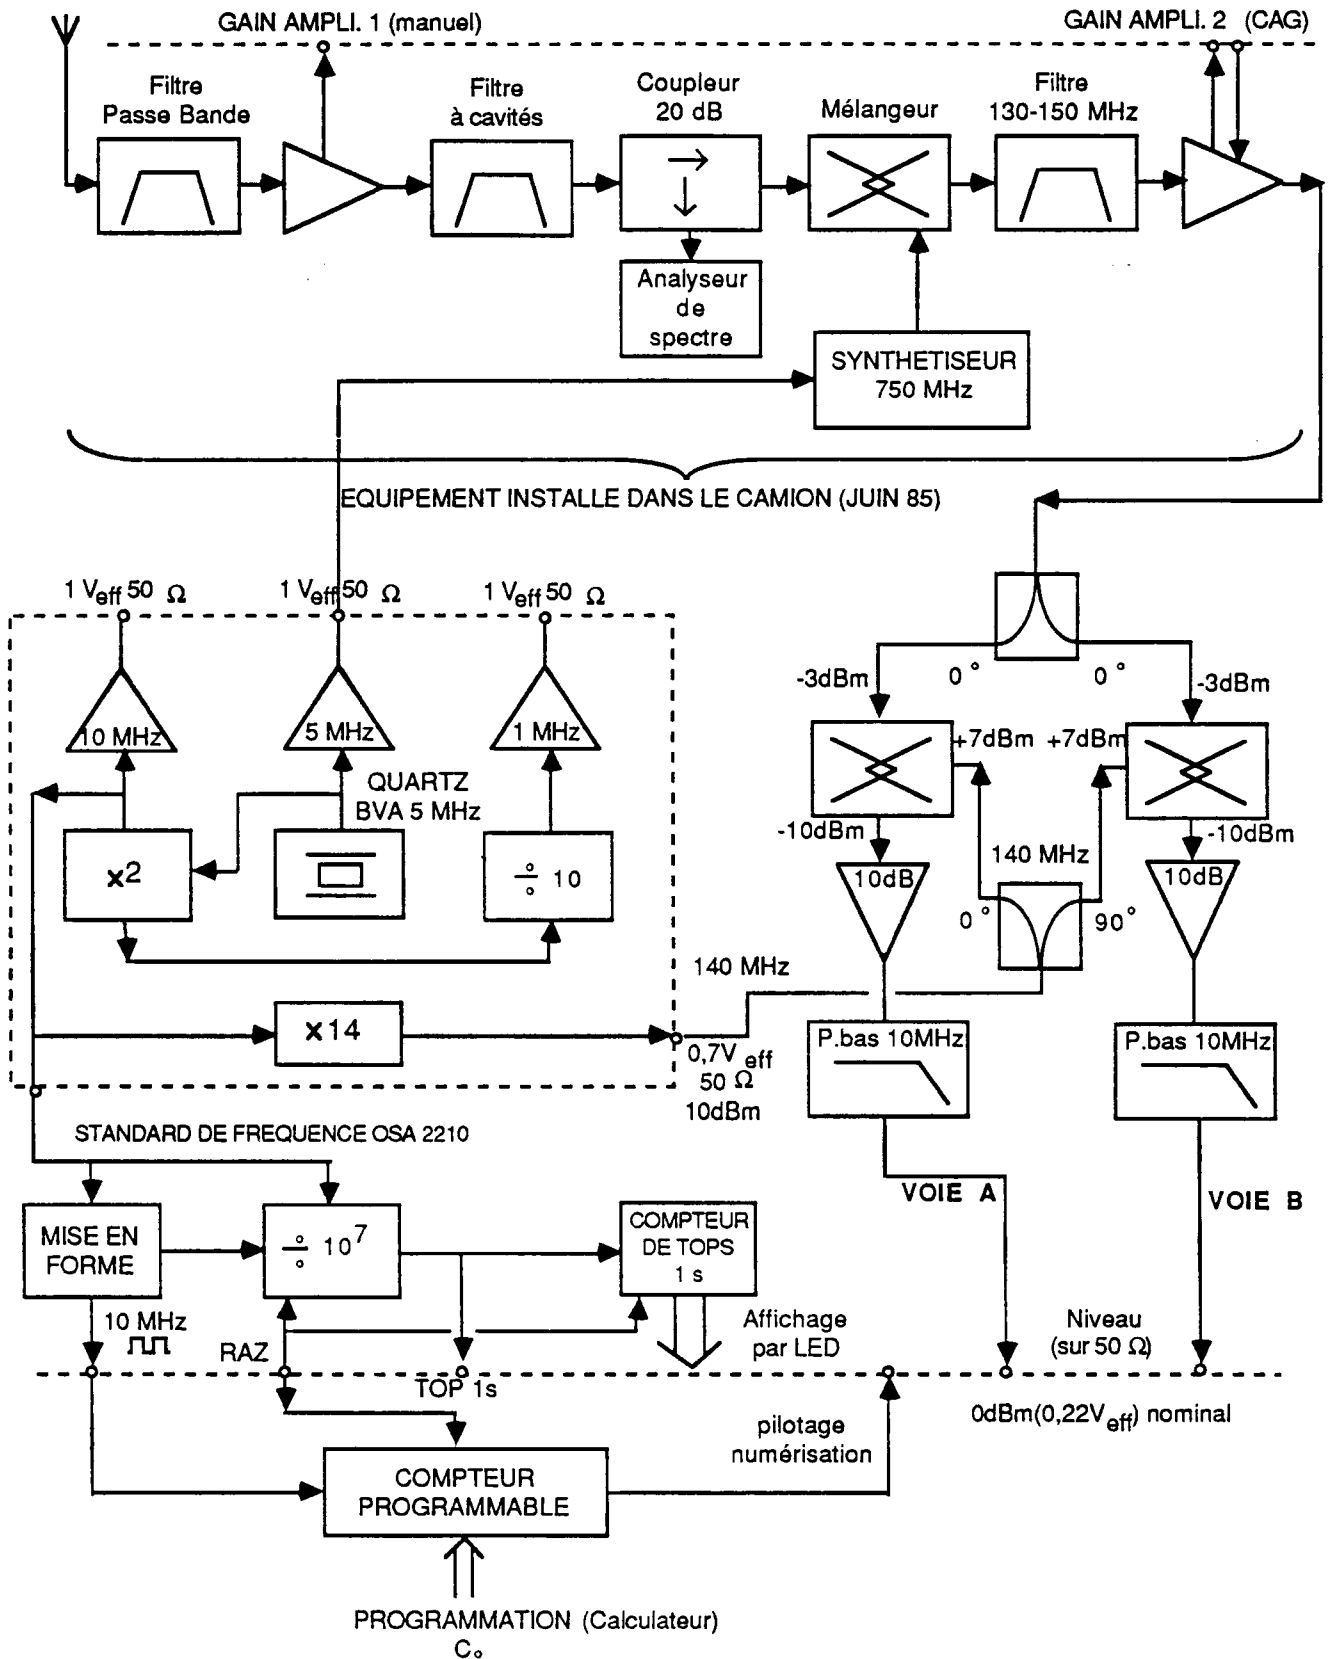 GAIN AMPLI. 1 (manuel)
GAIN AMPLI. 2 (CAG)
Filtre
Passe Bande
Filtre
à cavités
Coupleur
20 dB
Mélangeur
Filtre
130-150 MHz
Analyseur
de
spectre
SYNTHETISEUR
750 MHz
EQUIPEMENT INSTALLE DANS LE CAMION (JUIN 85)
1 Veff 50 Ω
1 Veff 50 Ω
1 Veff 50 Ω
10 MHz
5 MHz
1 MHz
QUARTZ
BVA 5 MHz
x2
÷ 10
x14
140 MHz
0,7V eff
50 Ω
10dBm
-3dBm
0°
0°
-3dBm
+7dBm
+7dBm
-10dBm
-10dBm
140 MHz
10dB
10dB
0°
90°
P.bas 10MHz
P.bas 10MHz
STANDARD DE FREQUENCE OSA 2210
VOIE A
VOIE B
MISE EN
FORME
÷ 10⁷
COMPTEUR
DE TOPS
1 s
10 MHz
RAZ
TOP 1s
Affichage
par LED
Niveau
(sur 50 Ω)
0dBm(0,22Veff) nominal
pilotage
numérisation
COMPTEUR
PROGRAMMABLE
PROGRAMMATION (Calculateur)
C₀